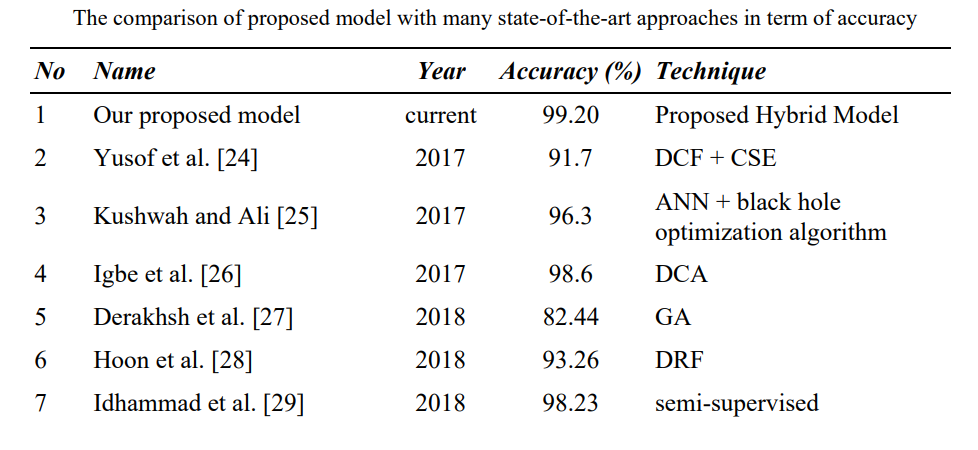 The comparison of proposed model with many state-of-the-art approaches in term of accuracy
No Name Year Accuracy (%) Technique
1 Our proposed model current 99.20 Proposed Hybrid Model
2 Yusof et al. [24] 2017 91.7 DCF + CSE
3 Kushwah and Ali [25] 2017 96.3 ANN + black hole
optimization algorithm
4 Igbe et al. [26] 2017 98.6 DCA
5 Derakhsh et al. [27] 2018 82.44 GA
6 Hoon et al. [28] 2018 93.26 DRF
7 Idhammad et al. [29] 2018 98.23 semi-supervised